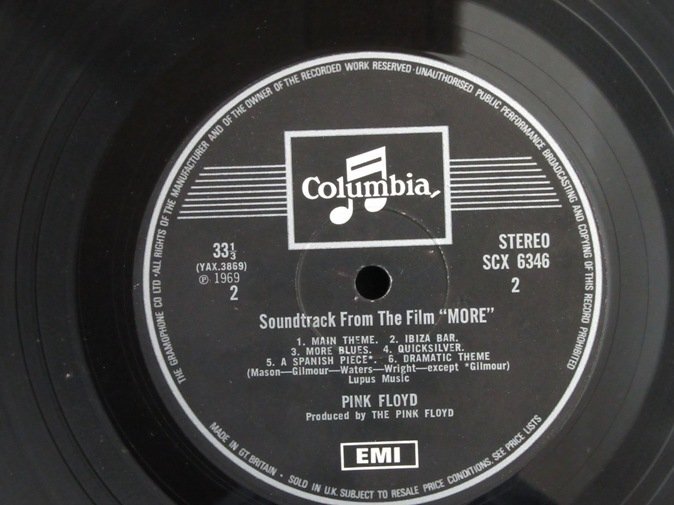 THE GRAMOPHONE CO LTD · ALL RIGHTS OF THE MANUFACTURER AND OF THE OWNER OF THE RECORDED WORK RESERVED · UNAUTHORISED PUBLIC PERFORMANCE BROADCASTING AND COPYING OF THIS RECORD PROHIBITED
Columbia
33⅓
(YAX.3869)
Ⓟ 1969
2
STEREO
SCX 6346
2
Soundtrack From The Film "MORE"
1. MAIN THEME. 2. IBIZA BAR.
3. MORE BLUES. 4. QUICKSILVER.
5. A SPANISH PIECE*. 6. DRAMATIC THEME
(Mason—Gilmour—Waters—Wright—except *Gilmour)
Lupus Music
PINK FLOYD
Produced by THE PINK FLOYD
EMI
MADE IN GT BRITAIN · SOLD IN U.K. SUBJECT TO RESALE PRICE CONDITIONS. SEE PRICE LISTS